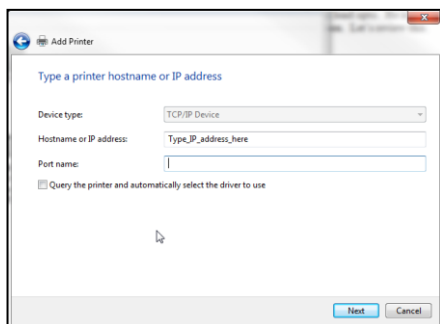 Add Printer
Type a printer hostname or IP address
Device type:
TCP/IP Device
Hostname or IP address:
Type_IP_address_here
Port name:
Query the printer and automatically select the driver to use
Next
Cancel